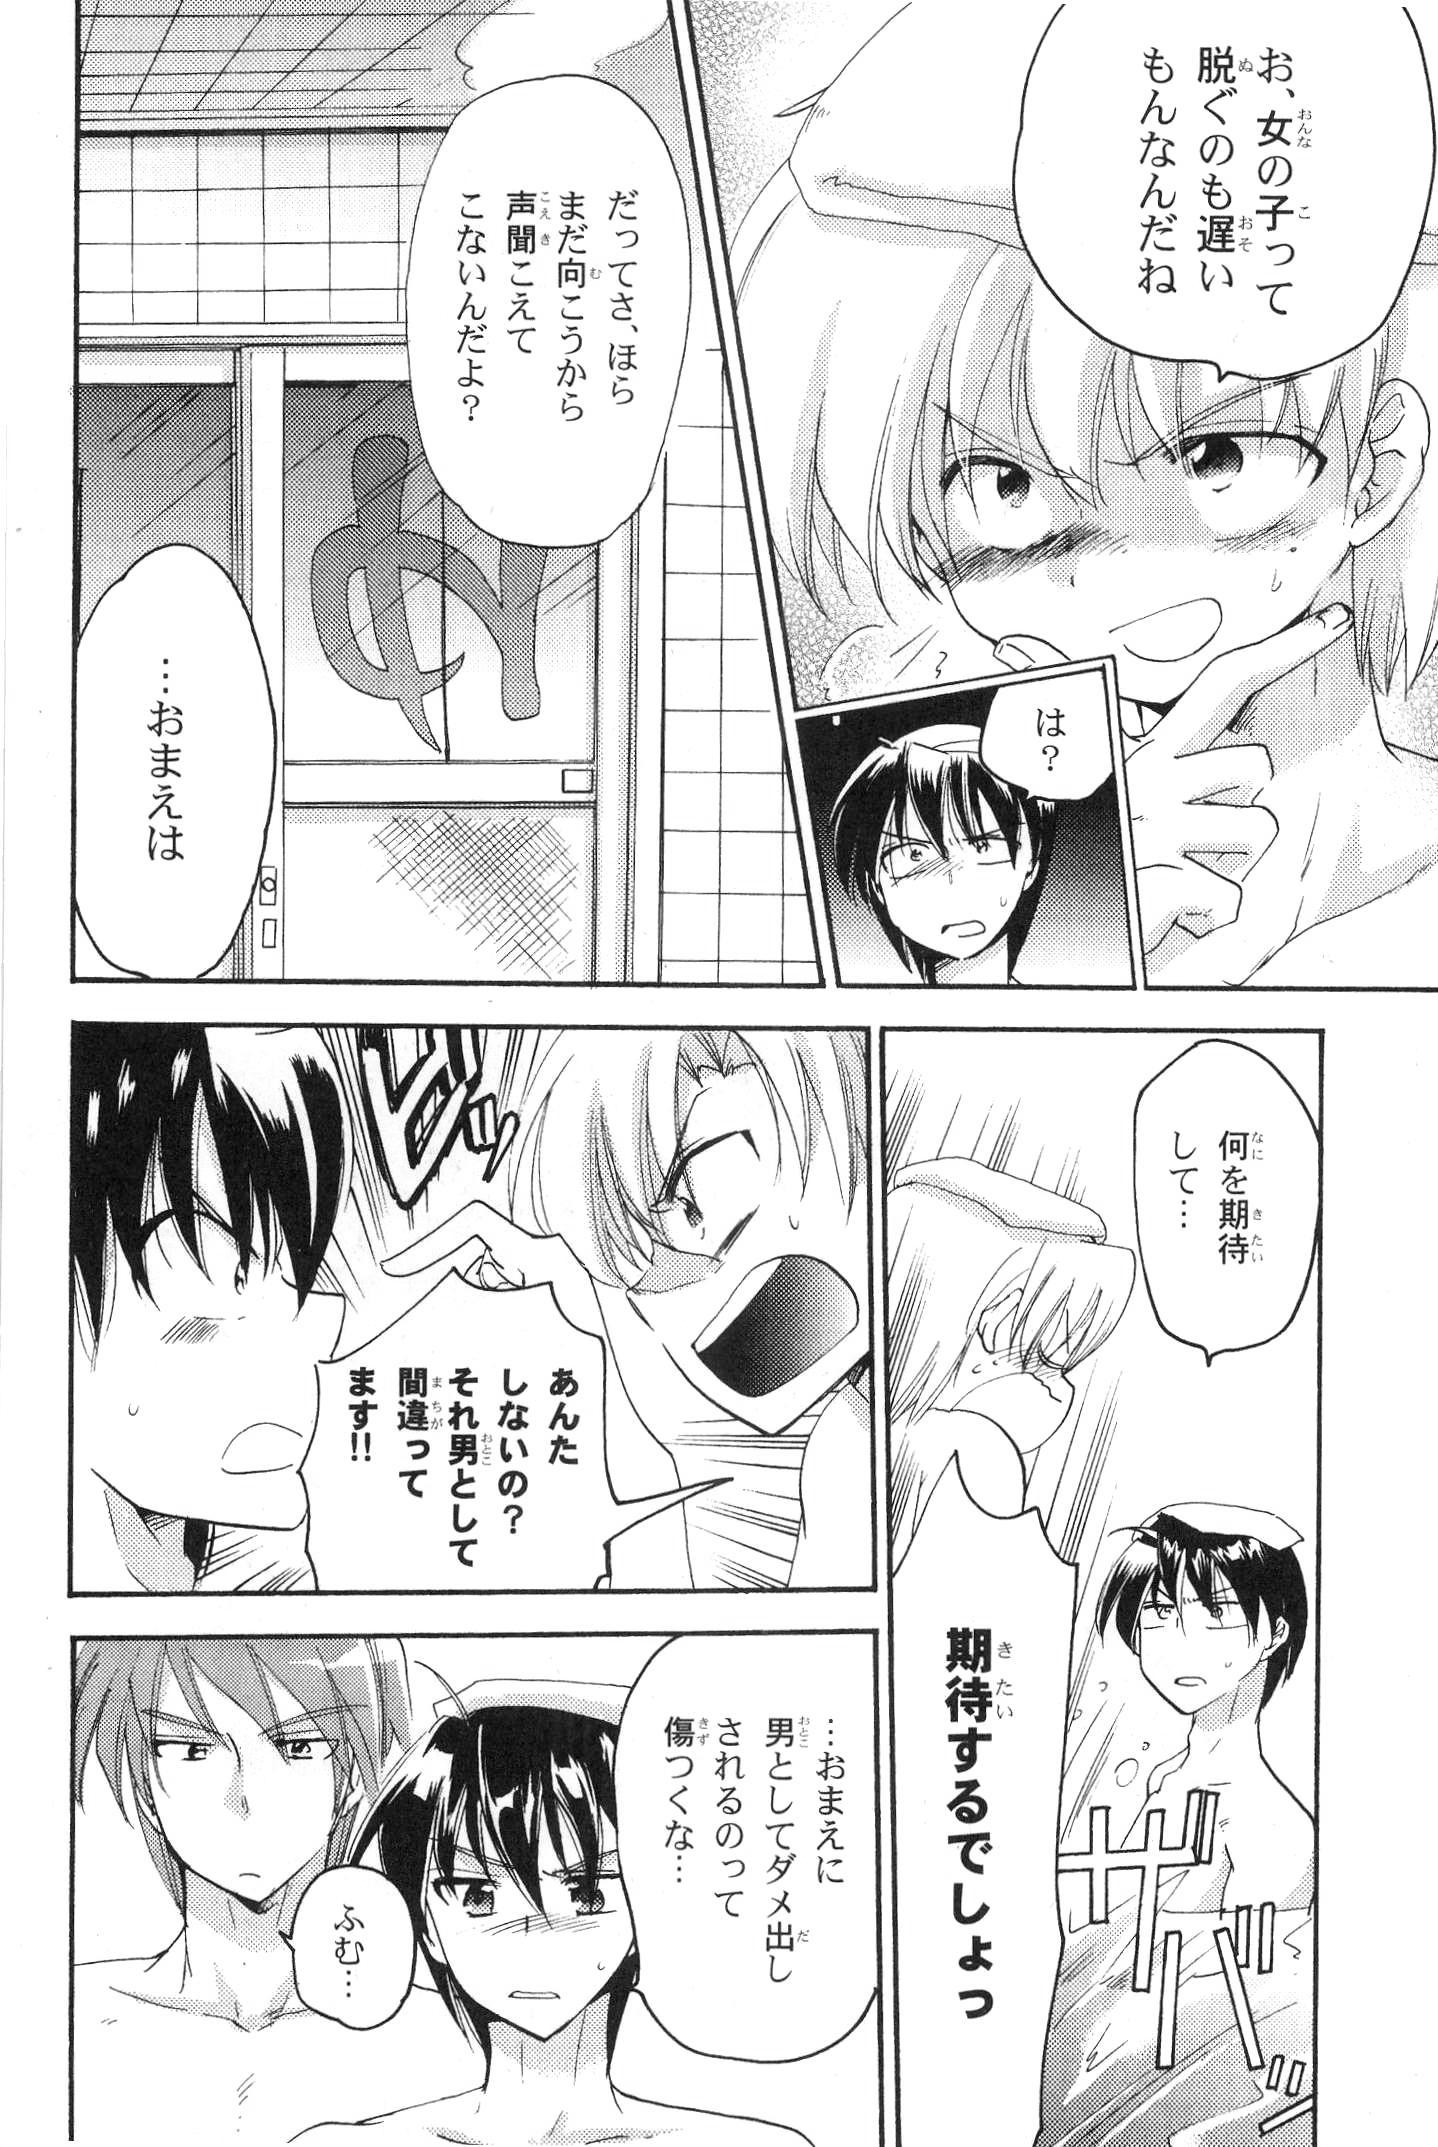 お、女の子って
脱ぐのも遅い
もんなんだね
は？
だってさ、ほら
まだ向こうから
声聞こえて
こないんだよ？
女
…おまえは
何を期待
して…
期待するでしょっ
ザバ
ビシッ
あんた
しないの？
それ男として
間違って
ます!!
…おまえに
男としてダメ出し
されるのって
傷つくな…
ふむ…